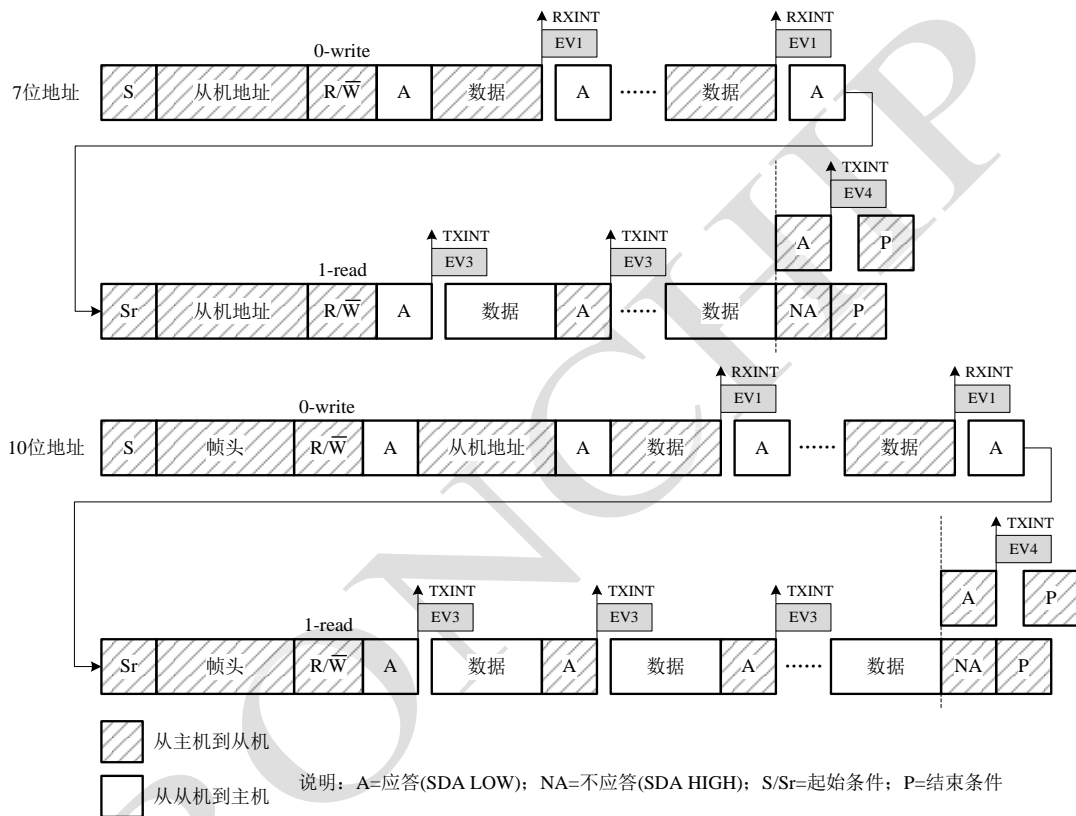 RXINT RXINT
EV1 EV1
0-write
7位地址 S 从机地址 R/W̅ A 数据 A …… 数据 A
TXINT
EV4
TXINT TXINT
A P
EV3 EV3
1-read
Sr 从机地址 R/W̅ A 数据 A …… 数据 NA P
RXINT RXINT
EV1 EV1
0-write
10位地址 S 帧头 R/W̅ A 从机地址 A 数据 A …… 数据 A
TXINT
EV4
TXINT TXINT TXINT
A P
EV3 EV3 EV3
1-read
Sr 帧头 R/W̅ A 数据 A 数据 A …… 数据 NA P
从主机到从机
从从机到主机
说明：A=应答(SDA LOW)；NA=不应答(SDA HIGH)；S/Sr=起始条件；P=结束条件
RONCHIP